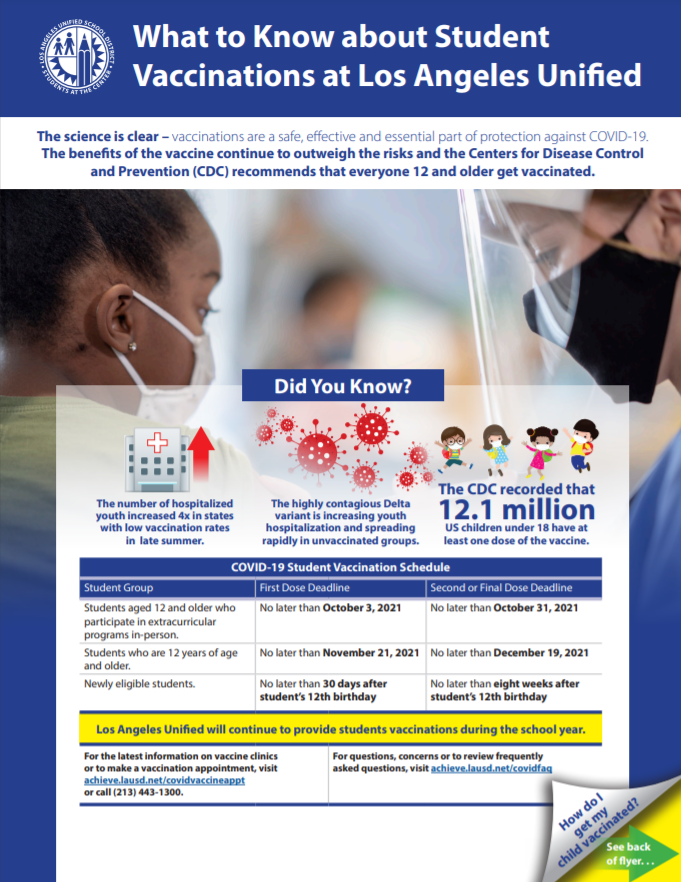 LOS ANGELES UNIFIED SCHOOL DISTRICT
STUDENTS AT THE CENTER
What to Know about Student
Vaccinations at Los Angeles Unified
The science is clear – vaccinations are a safe, effective and essential part of protection against COVID-19.
The benefits of the vaccine continue to outweigh the risks and the Centers for Disease Control
and Prevention (CDC) recommends that everyone 12 and older get vaccinated.
Did You Know?
The number of hospitalized
youth increased 4x in states
with low vaccination rates
in late summer.
The highly contagious Delta
variant is increasing youth
hospitalization and spreading
rapidly in unvaccinated groups.
The CDC recorded that
12.1 million
US children under 18 have at
least one dose of the vaccine.
COVID-19 Student Vaccination Schedule
Student Group First Dose Deadline Second or Final Dose Deadline
Students aged 12 and older who
participate in extracurricular
programs in-person.
No later than October 3, 2021
No later than October 31, 2021
Students who are 12 years of age
and older.
No later than November 21, 2021
No later than December 19, 2021
Newly eligible students.
No later than 30 days after
student's 12th birthday
No later than eight weeks after
student's 12th birthday
Los Angeles Unified will continue to provide students vaccinations during the school year.
For the latest information on vaccine clinics
or to make a vaccination appointment, visit
achieve.lausd.net/covidvaccineappt
or call (213) 443-1300.
For questions, concerns or to review frequently
asked questions, visit achieve.lausd.net/covidfaq
How do I
get my
child vaccinated?
See back
of flyer. . .